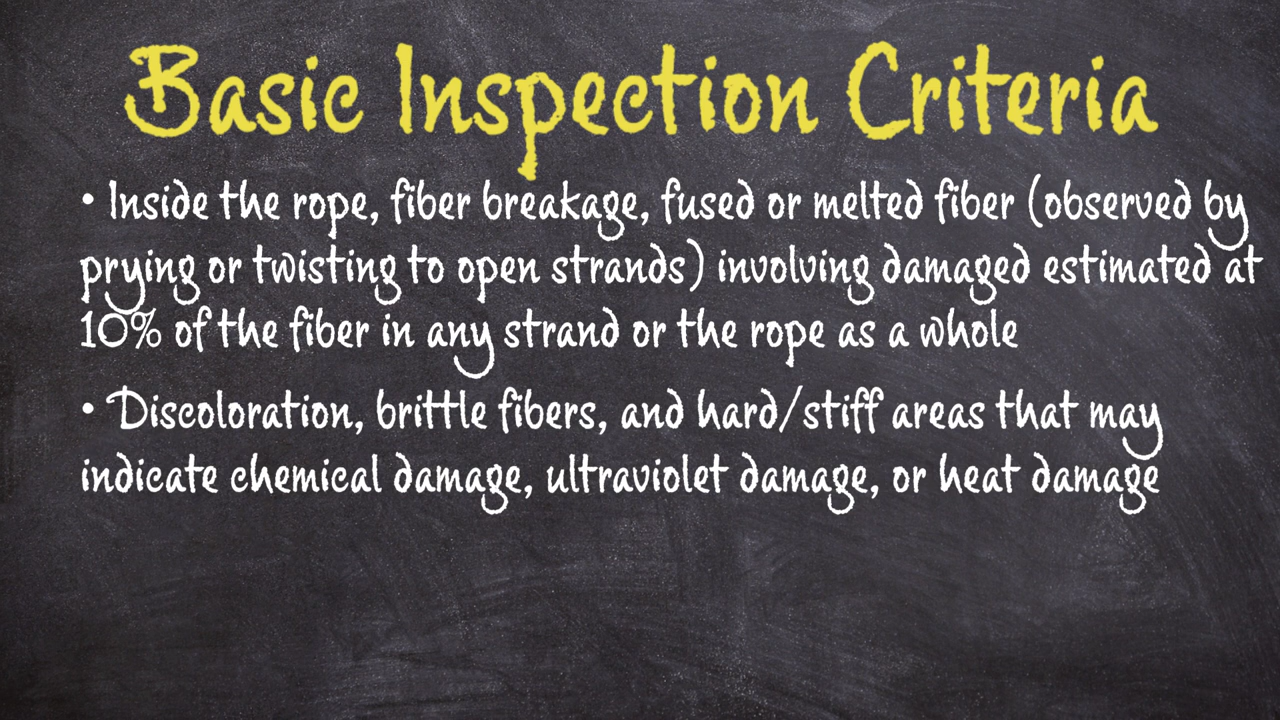 Basic Inspection Criteria
• Inside the rope, fiber breakage, fused or melted fiber (observed by
prying or twisting to open strands) involving damaged estimated at
10% of the fiber in any strand or the rope as a whole
• Discoloration, brittle fibers, and hard/stiff areas that may
indicate chemical damage, ultraviolet damage, or heat damage